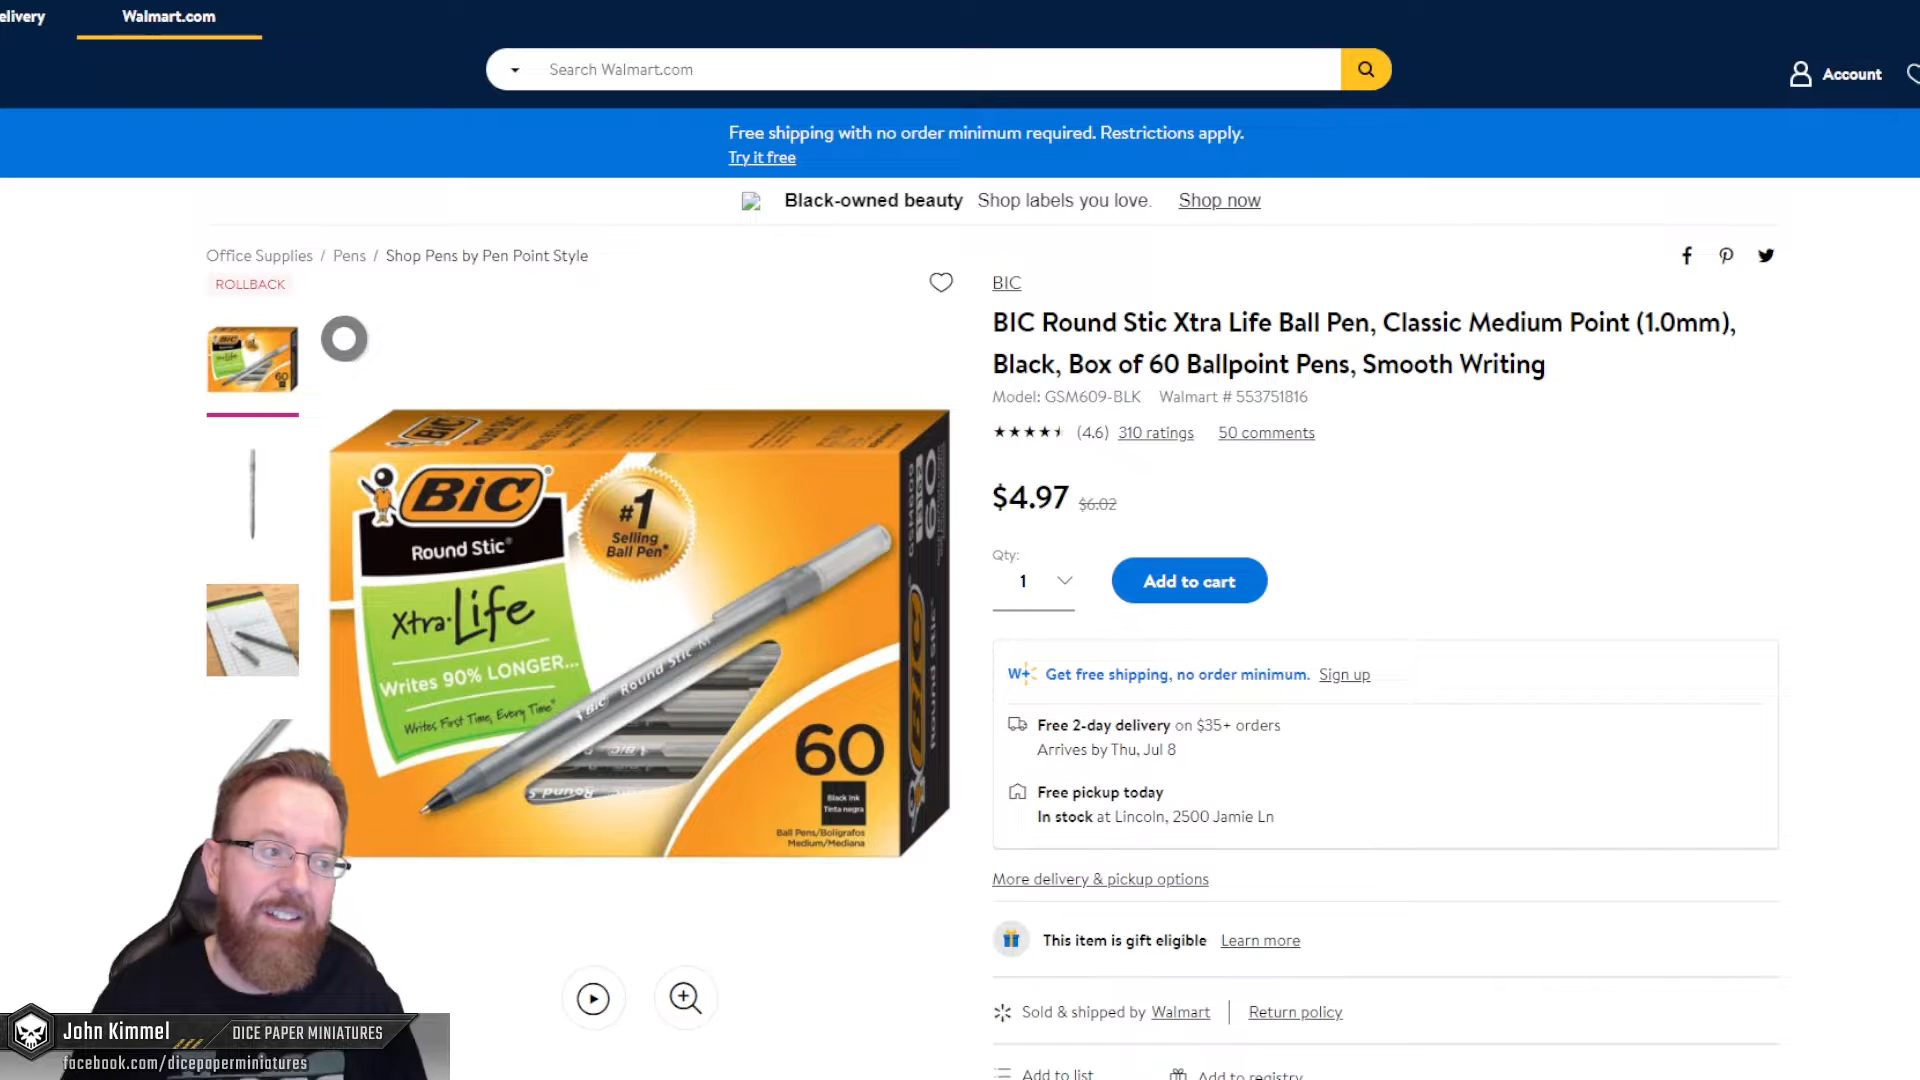 elivery
Walmart.com
Search Walmart.com
Account
Free shipping with no order minimum required. Restrictions apply.
Try it free
Black-owned beauty Shop labels you love. Shop now
Office Supplies / Pens / Shop Pens by Pen Point Style
ROLLBACK
BIC
BIC Round Stic Xtra Life Ball Pen, Classic Medium Point (1.0mm),
Black, Box of 60 Ballpoint Pens, Smooth Writing
Model: GSM609-BLK Walmart # 553751816
(4.6) 310 ratings 50 comments
$4.97 $6.02
Qty:
1
Add to cart
W+ Get free shipping, no order minimum. Sign up
Free 2-day delivery on $35+ orders
Arrives by Thu, Jul 8
Free pickup today
In stock at Lincoln, 2500 Jamie Ln
More delivery & pickup options
This item is gift eligible Learn more
Sold & shipped by Walmart | Return policy
Add to list
Add to registry
BiC
Round Stic®
#1
Selling
Ball Pen*
Xtra-Life
Writes 90% LONGER...
Writes First Time, Every Time*
BIC Round Stic M
60
Black Ink
Tinta negra
Ball Pens/Bolígrafos
Medium/Mediana
BIC
Round Stic
GSM609
60
John Kimmel
DICE PAPER MINIATURES
facebook.com/dicepaperminiatures